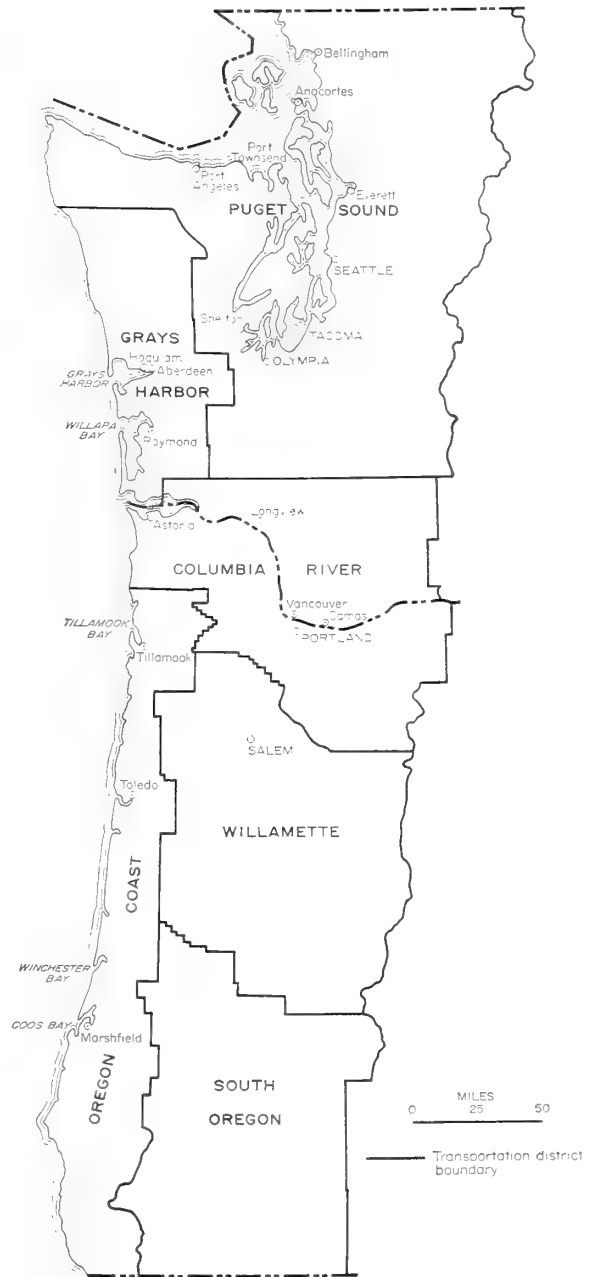 Bellingham
Anacortes
Port
Townsend
Port
Angeles
Everett
PUGET SOUND
SEATTLE
Shelton
TACOMA
OLYMPIA
GRAYS
Hoquiam
Aberdeen
GRAYS
HARBOR
HARBOR
WILLAPA
BAY
Raymond
Astoria
Longview
COLUMBIA RIVER
Vancouver
Camas
PORTLAND
TILLAMOOK
BAY
Tillamook
SALEM
Toledo
WILLAMETTE
COAST
WINCHESTER
BAY
COOS BAY
Marshfield
OREGON
SOUTH
OREGON
MILES
0 25 50
Transportation district
boundary